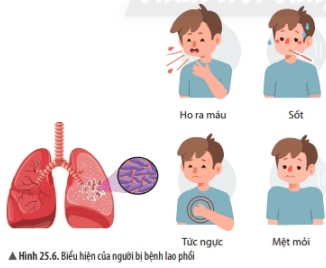 Ho ra máu
Sốt
Tức ngực
Mệt mỏi
▲ Hình 25.6. Biểu hiện của người bị bệnh lao phổi